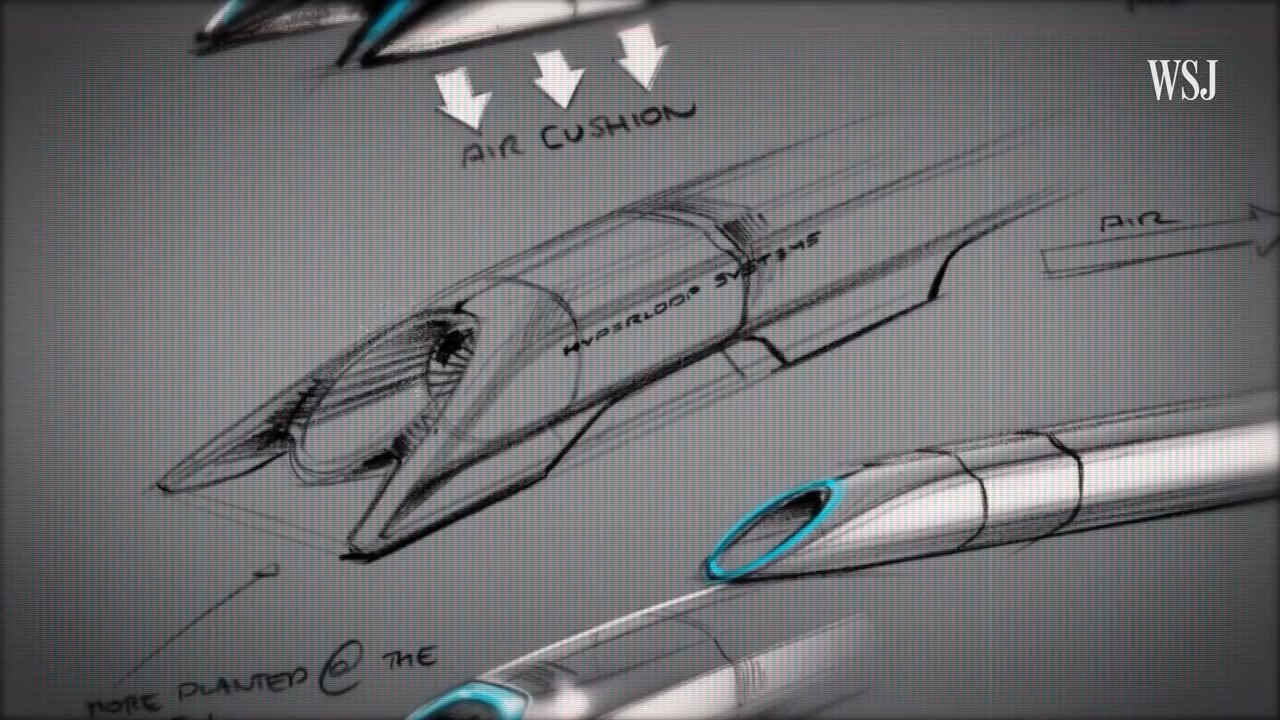 WSJ
AIR CUSHION
AIR
HYPERLOOP SYSTEMS
MORE PLANTED @ THE